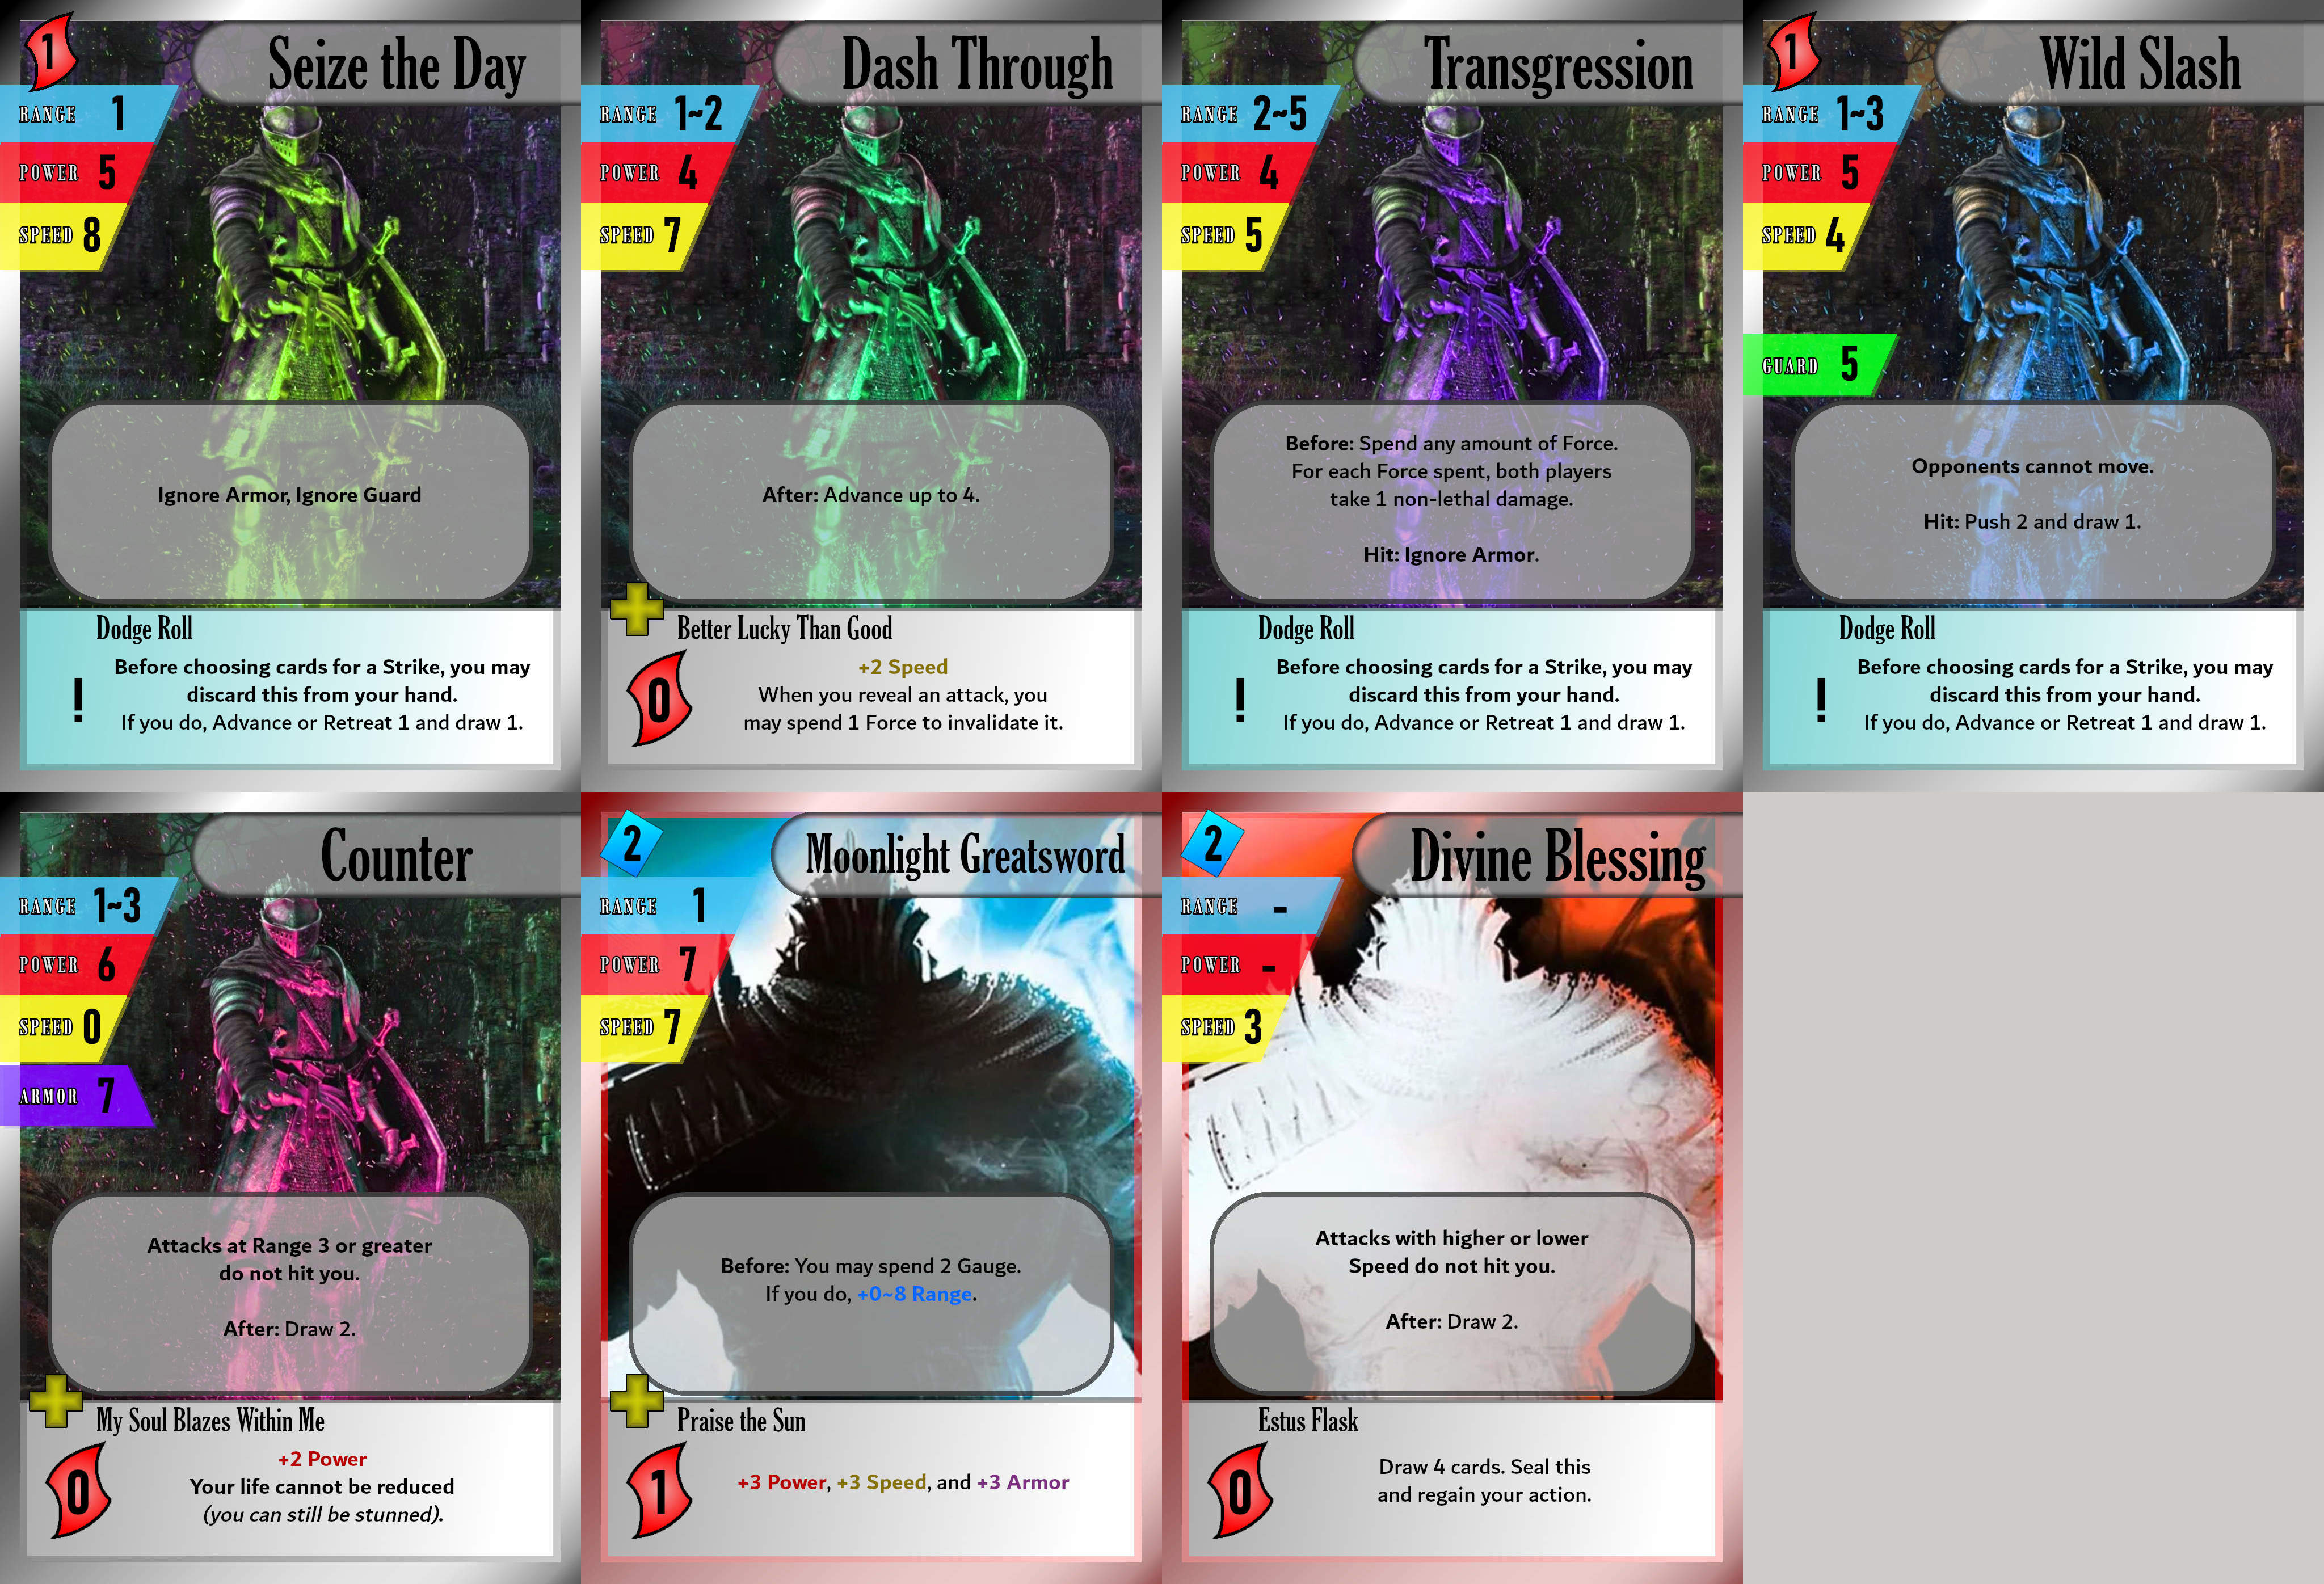 1
Seize the Day
RANGE 1
POWER 5
SPEED 8
Ignore Armor, Ignore Guard
Dodge Roll
!
Before choosing cards for a Strike, you may
discard this from your hand.
If you do, Advance or Retreat 1 and draw 1.
Dash Through
RANGE 1~2
POWER 4
SPEED 7
After: Advance up to 4.
Better Lucky Than Good
0
+2 Speed
When you reveal an attack, you
may spend 1 Force to invalidate it.
Transgression
RANGE 2~5
POWER 4
SPEED 5
Before: Spend any amount of Force.
For each Force spent, both players
take 1 non-lethal damage.
Hit: Ignore Armor.
Dodge Roll
!
Before choosing cards for a Strike, you may
discard this from your hand.
If you do, Advance or Retreat 1 and draw 1.
1
Wild Slash
RANGE 1~3
POWER 5
SPEED 4
GUARD 5
Opponents cannot move.
Hit: Push 2 and draw 1.
Dodge Roll
!
Before choosing cards for a Strike, you may
discard this from your hand.
If you do, Advance or Retreat 1 and draw 1.
Counter
RANGE 1~3
POWER 6
SPEED 0
ARMOR 7
Attacks at Range 3 or greater
do not hit you.
After: Draw 2.
My Soul Blazes Within Me
0
+2 Power
Your life cannot be reduced
(you can still be stunned).
2
Moonlight Greatsword
RANGE 1
POWER 7
SPEED 7
Before: You may spend 2 Gauge.
If you do, +0~8 Range.
Praise the Sun
1
+3 Power, +3 Speed, and +3 Armor
2
Divine Blessing
RANGE -
POWER -
SPEED 3
Attacks with higher or lower
Speed do not hit you.
After: Draw 2.
Estus Flask
0
Draw 4 cards. Seal this
and regain your action.